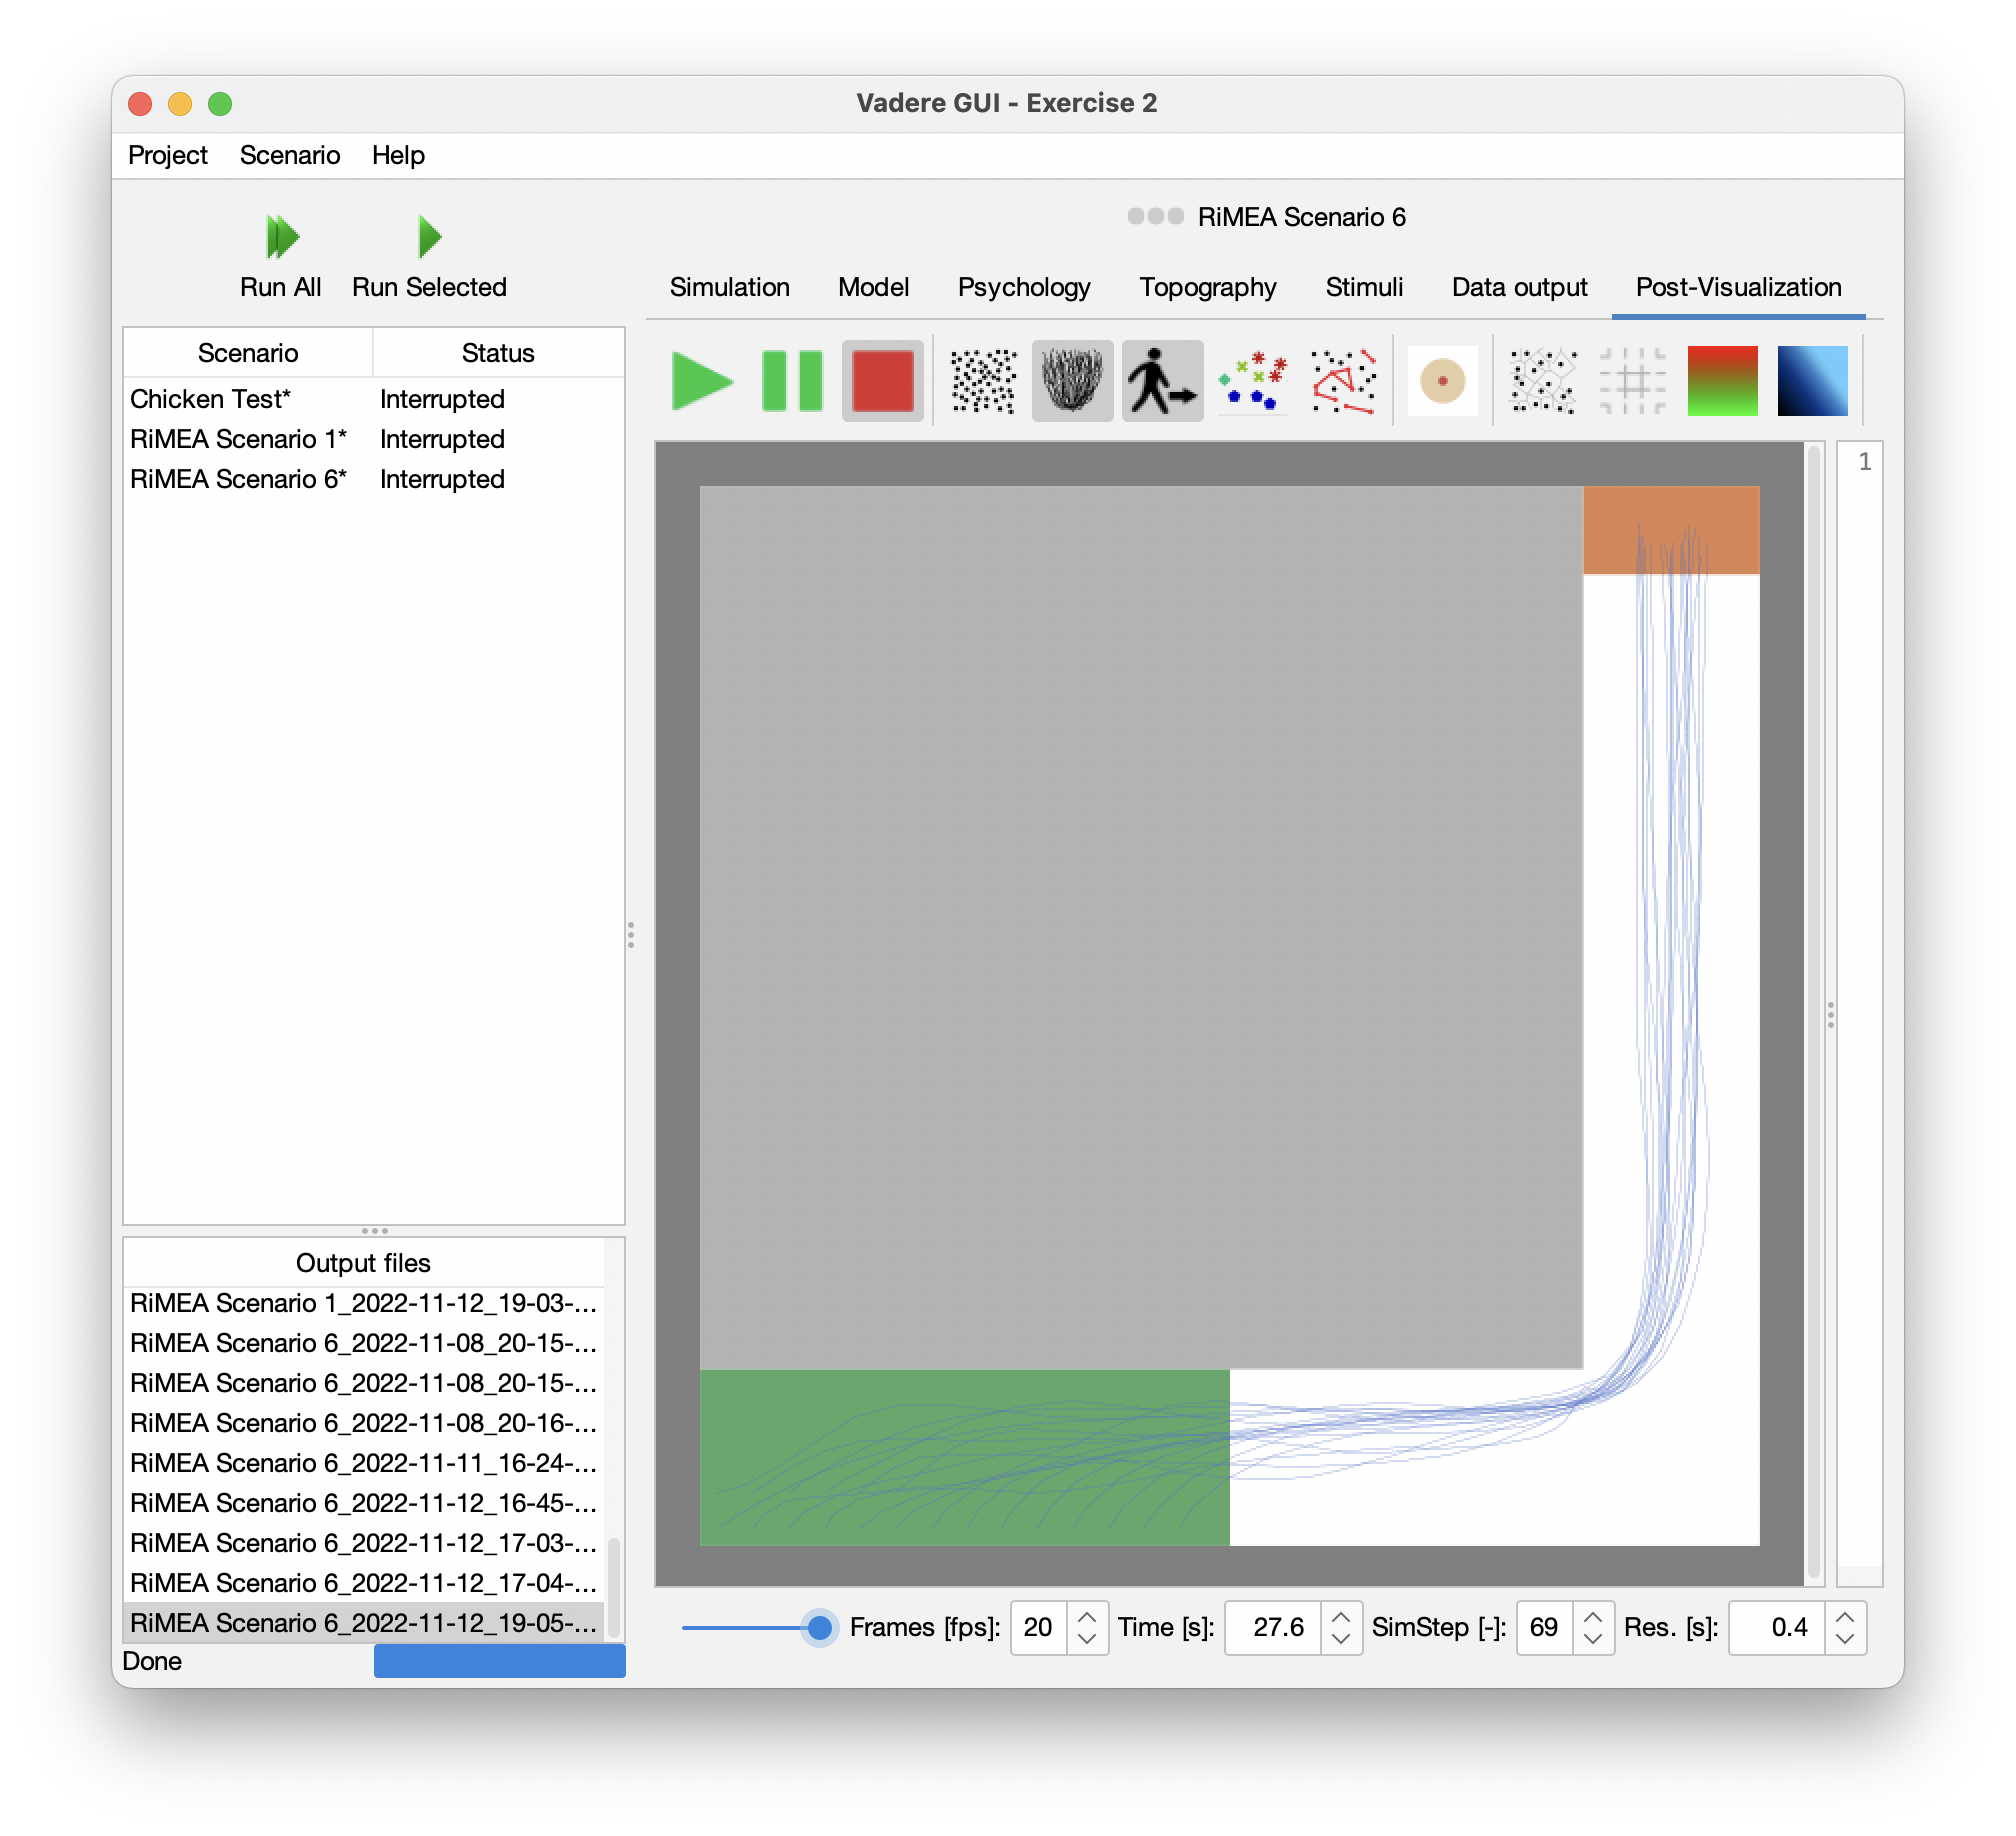 Vadere GUI - Exercise 2
Project Scenario Help
Run All Run Selected
RiMEA Scenario 6
Simulation Model Psychology Topography Stimuli Data output Post-Visualization
Scenario Status
Chicken Test* Interrupted
RiMEA Scenario 1* Interrupted
RiMEA Scenario 6* Interrupted
1
Output files
RiMEA Scenario 1_2022-11-12_19-03-...
RiMEA Scenario 6_2022-11-08_20-15-...
RiMEA Scenario 6_2022-11-08_20-15-...
RiMEA Scenario 6_2022-11-08_20-16-...
RiMEA Scenario 6_2022-11-11_16-24-...
RiMEA Scenario 6_2022-11-12_16-45-...
RiMEA Scenario 6_2022-11-12_17-03-...
RiMEA Scenario 6_2022-11-12_17-04-...
RiMEA Scenario 6_2022-11-12_19-05-...
Frames [fps]: 20 Time [s]: 27.6 SimStep [-]: 69 Res. [s]: 0.4
Done